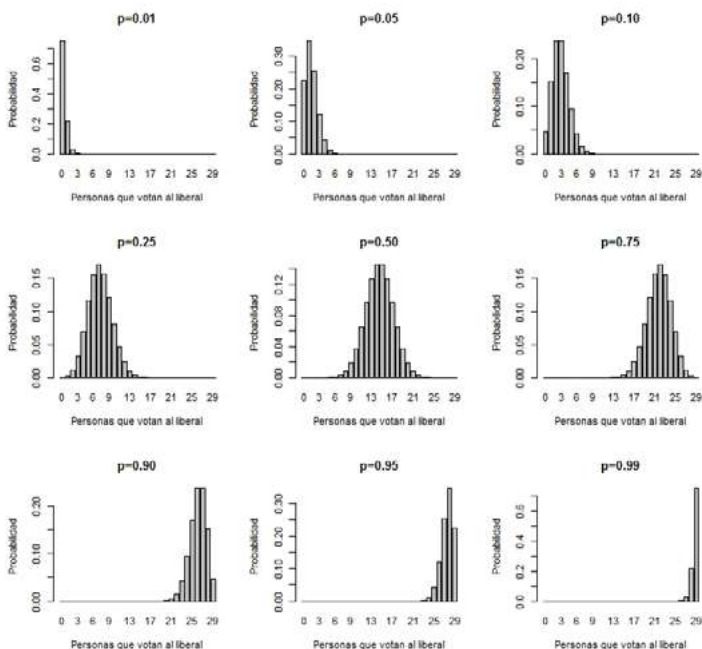 p=0.01
Probabilidad
0.0 0.2 0.4 0.6
0 3 6 9 13 17 21 25 29
Personas que votan al liberal
p=0.05
Probabilidad
0.00 0.10 0.20 0.30
0 3 6 9 13 17 21 25 29
Personas que votan al liberal
p=0.10
Probabilidad
0.00 0.10 0.20
0 3 6 9 13 17 21 25 29
Personas que votan al liberal
p=0.25
Probabilidad
0.00 0.05 0.10 0.15
0 3 6 9 13 17 21 25 29
Personas que votan al liberal
p=0.50
Probabilidad
0.00 0.04 0.08 0.12
0 3 6 9 13 17 21 25 29
Personas que votan al liberal
p=0.75
Probabilidad
0.00 0.05 0.10 0.15
0 3 6 9 13 17 21 25 29
Personas que votan al liberal
p=0.90
Probabilidad
0.00 0.10 0.20
0 3 6 9 13 17 21 25 29
Personas que votan al liberal
p=0.95
Probabilidad
0.00 0.10 0.20 0.30
0 3 6 9 13 17 21 25 29
Personas que votan al liberal
p=0.99
Probabilidad
0.0 0.2 0.4 0.6
0 3 6 9 13 17 21 25 29
Personas que votan al liberal